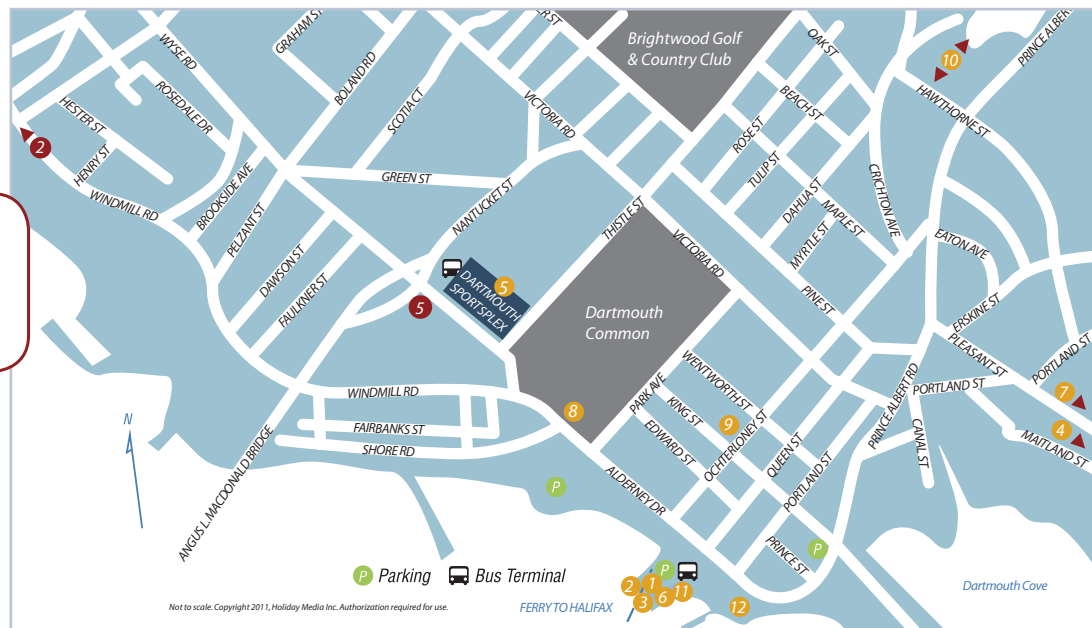 GRAHAM ST
WYSE RD
BOLAND RD
ER ST
Brightwood Golf
& Country Club
OAK ST
PRINCE ALBER
10
HAWTHORNE ST
ROSEDALE DR
HESTER ST
SCOTIA CT
VICTORIA RD
BEACH ST
ROSE ST
TULIP ST
2
HENRY ST
WINDMILL RD
BROOKSIDE AVE
PELZANT ST
GREEN ST
NANTUCKET ST
THISTLE ST
DAHLIA ST
MAPLE ST
MYRTLE ST
CRICHTON AVE
EATON AVE
DAWSON ST
FAULKNER ST
VICTORIA RD
PINE ST
ERSKINE ST
5
DARTMOUTH
SPORTSPLEX
5
Dartmouth
Common
PLEASANT ST
PORTLAND ST
WENTWORTH ST
PARK AVE
KING ST
EDWARD ST
PRINCE ALBERT RD
PORTLAND ST
7
WINDMILL RD
8
9
OCHTERLONEY ST
QUEEN ST
CANAL ST
4
MAITLAND ST
FAIRBANKS ST
SHORE RD
N
ANGUS L. MACDONALD BRIDGE
ALDERNEY DR
PORTLAND ST
P
PRINCE ST
P
P Parking
Bus Terminal
P
2
1
3
6
11
12
Dartmouth Cove
FERRY TO HALIFAX
Not to scale. Copyright 2011, Holiday Media Inc. Authorization required for use.